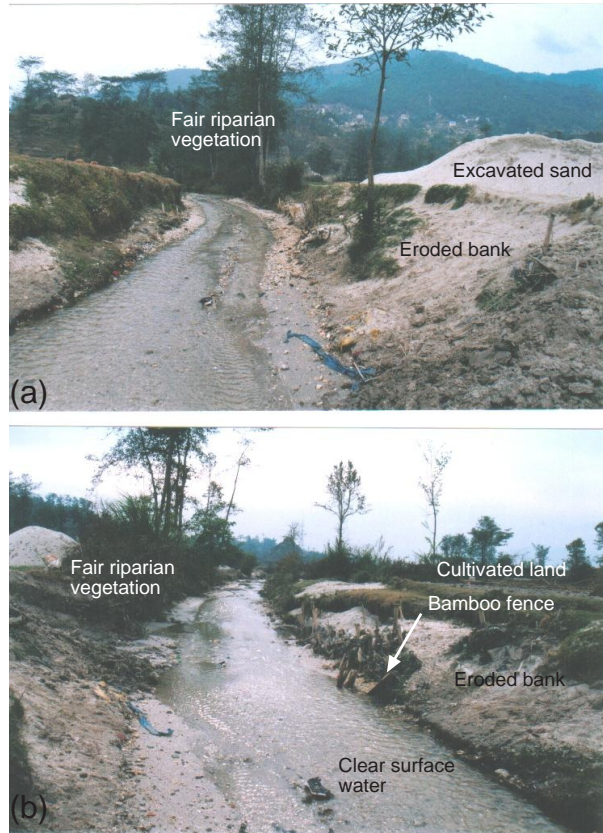 Fair riparian
vegetation
Excavated sand
Eroded bank
(a)
Fair riparian
vegetation
Cultivated land
Bamboo fence
Eroded bank
Clear surface
water
(b)